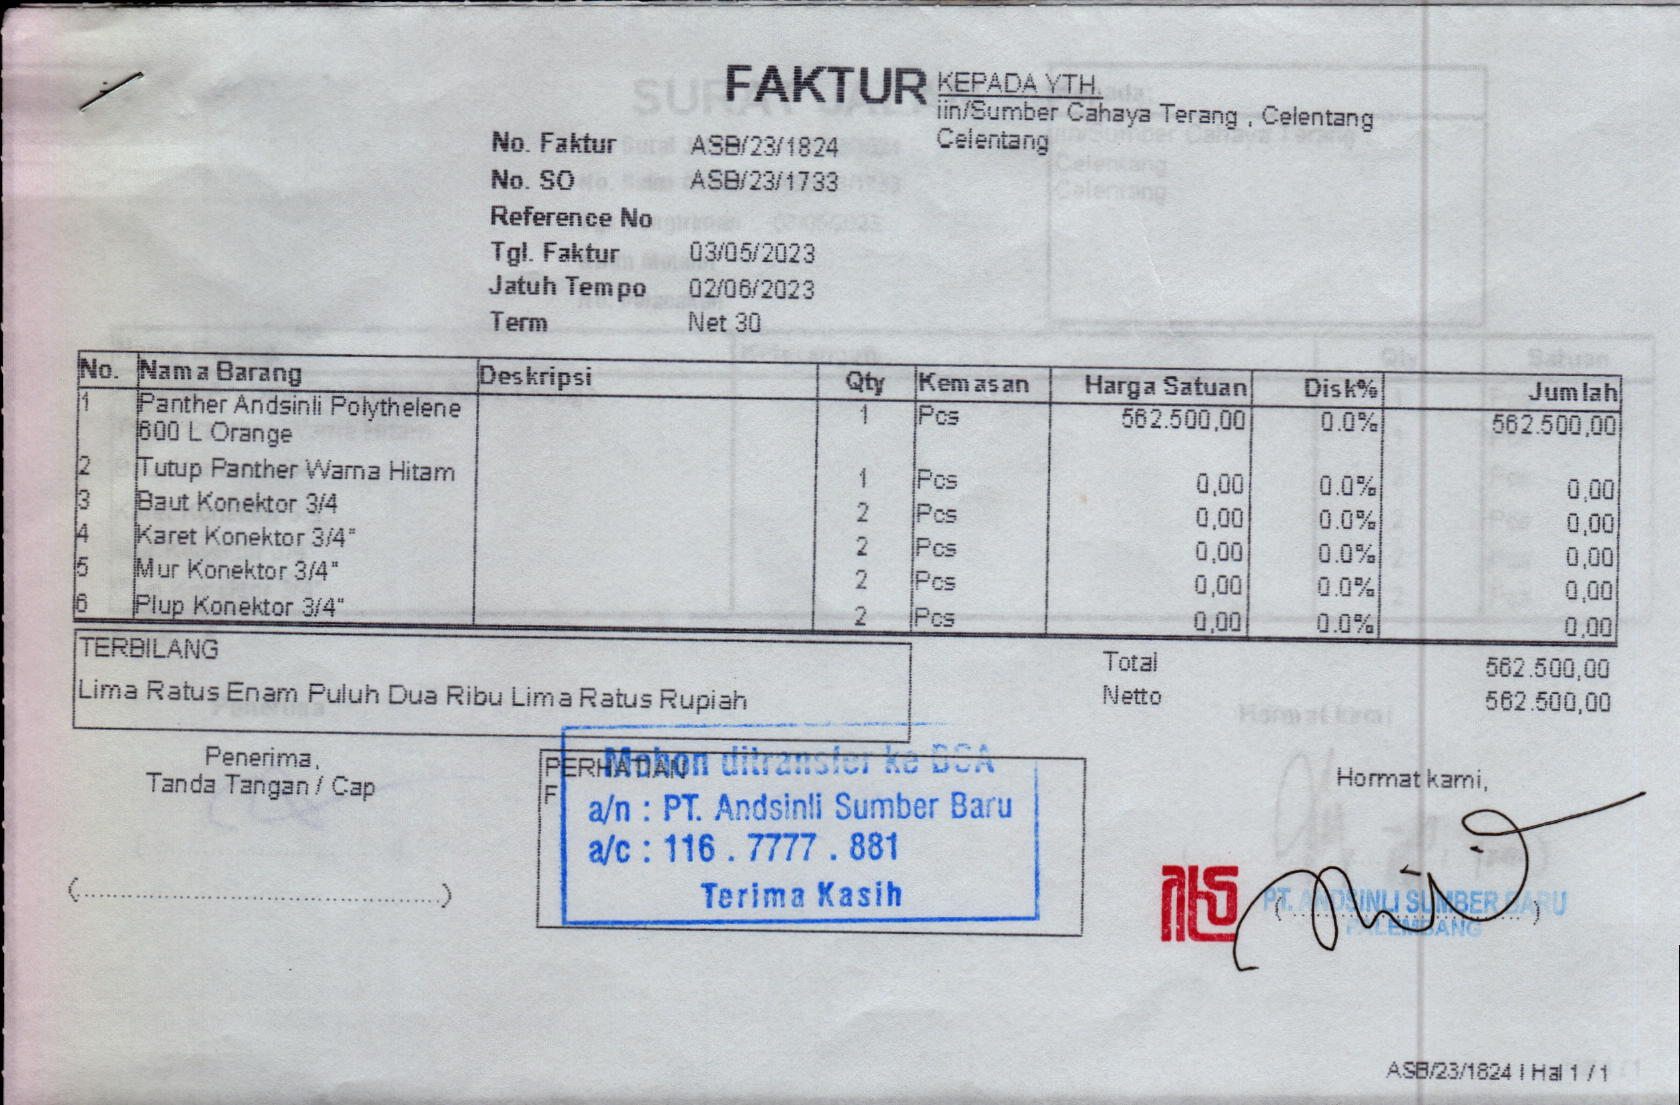 FAKTUR
KEPADA YTH.
iin/Sumber Cahaya Terang , Celentang
Celentang
No. Faktur ASB/23/1824
No. SO ASB/23/1733
Reference No
Tgl. Faktur 03/05/2023
Jatuh Tempo 02/06/2023
Term Net 30
No. Nama Barang Deskripsi Qty Kemasan Harga Satuan Disk% Jumlah
1 Panther Andsinli Polythelene 1 Pcs 562.500,00 0.0% 562.500,00
600 L Orange
2 Tutup Panther Warna Hitam 1 Pcs 0,00 0.0% 0,00
3 Baut Konektor 3/4 2 Pcs 0,00 0.0% 0,00
4 Karet Konektor 3/4" 2 Pcs 0,00 0.0% 0,00
5 Mur Konektor 3/4" 2 Pcs 0,00 0.0% 0,00
6 Plup Konektor 3/4" 2 Pcs 0,00 0.0% 0,00
TERBILANG
Lima Ratus Enam Puluh Dua Ribu Lima Ratus Rupiah
Total 562.500,00
Netto 562.500,00
Penerima,
Tanda Tangan / Cap
(......................................................)
PERHATIAN
F
Mohon ditransfer ke BCA
a/n : PT. Andsinli Sumber Baru
a/c : 116 . 7777 . 881
Terima Kasih
Hormat kami,
PT. ANDSINLI SUMBER BARU
PALEMBANG
ASB/23/1824 | Hal 1 / 1